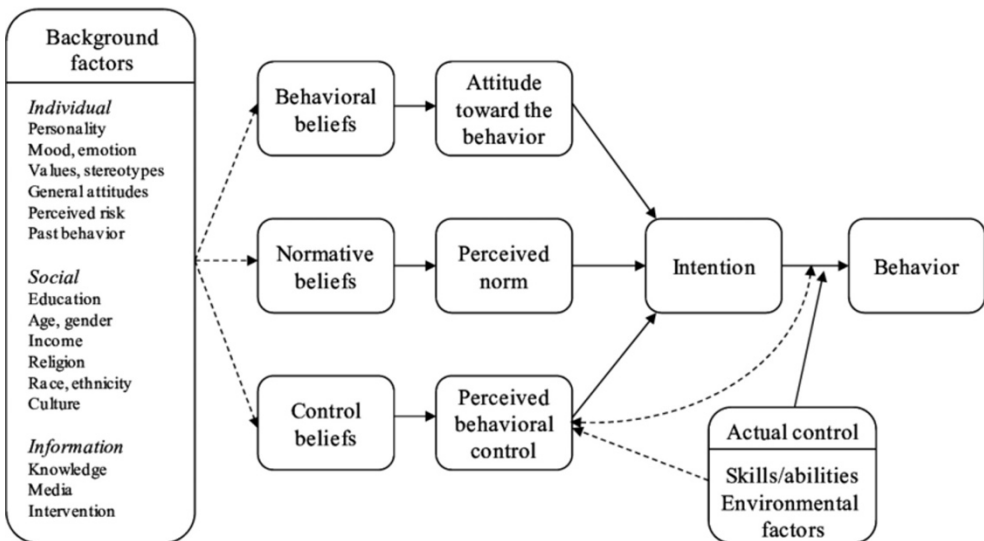 Background
factors
Individual
Personality
Mood, emotion
Values, stereotypes
General attitudes
Perceived risk
Past behavior
Social
Education
Age, gender
Income
Religion
Race, ethnicity
Culture
Information
Knowledge
Media
Intervention
Behavioral
beliefs
Attitude
toward the
behavior
Normative
beliefs
Perceived
norm
Control
beliefs
Perceived
behavioral
control
Intention
Behavior
Actual control
Skills/abilities
Environmental
factors